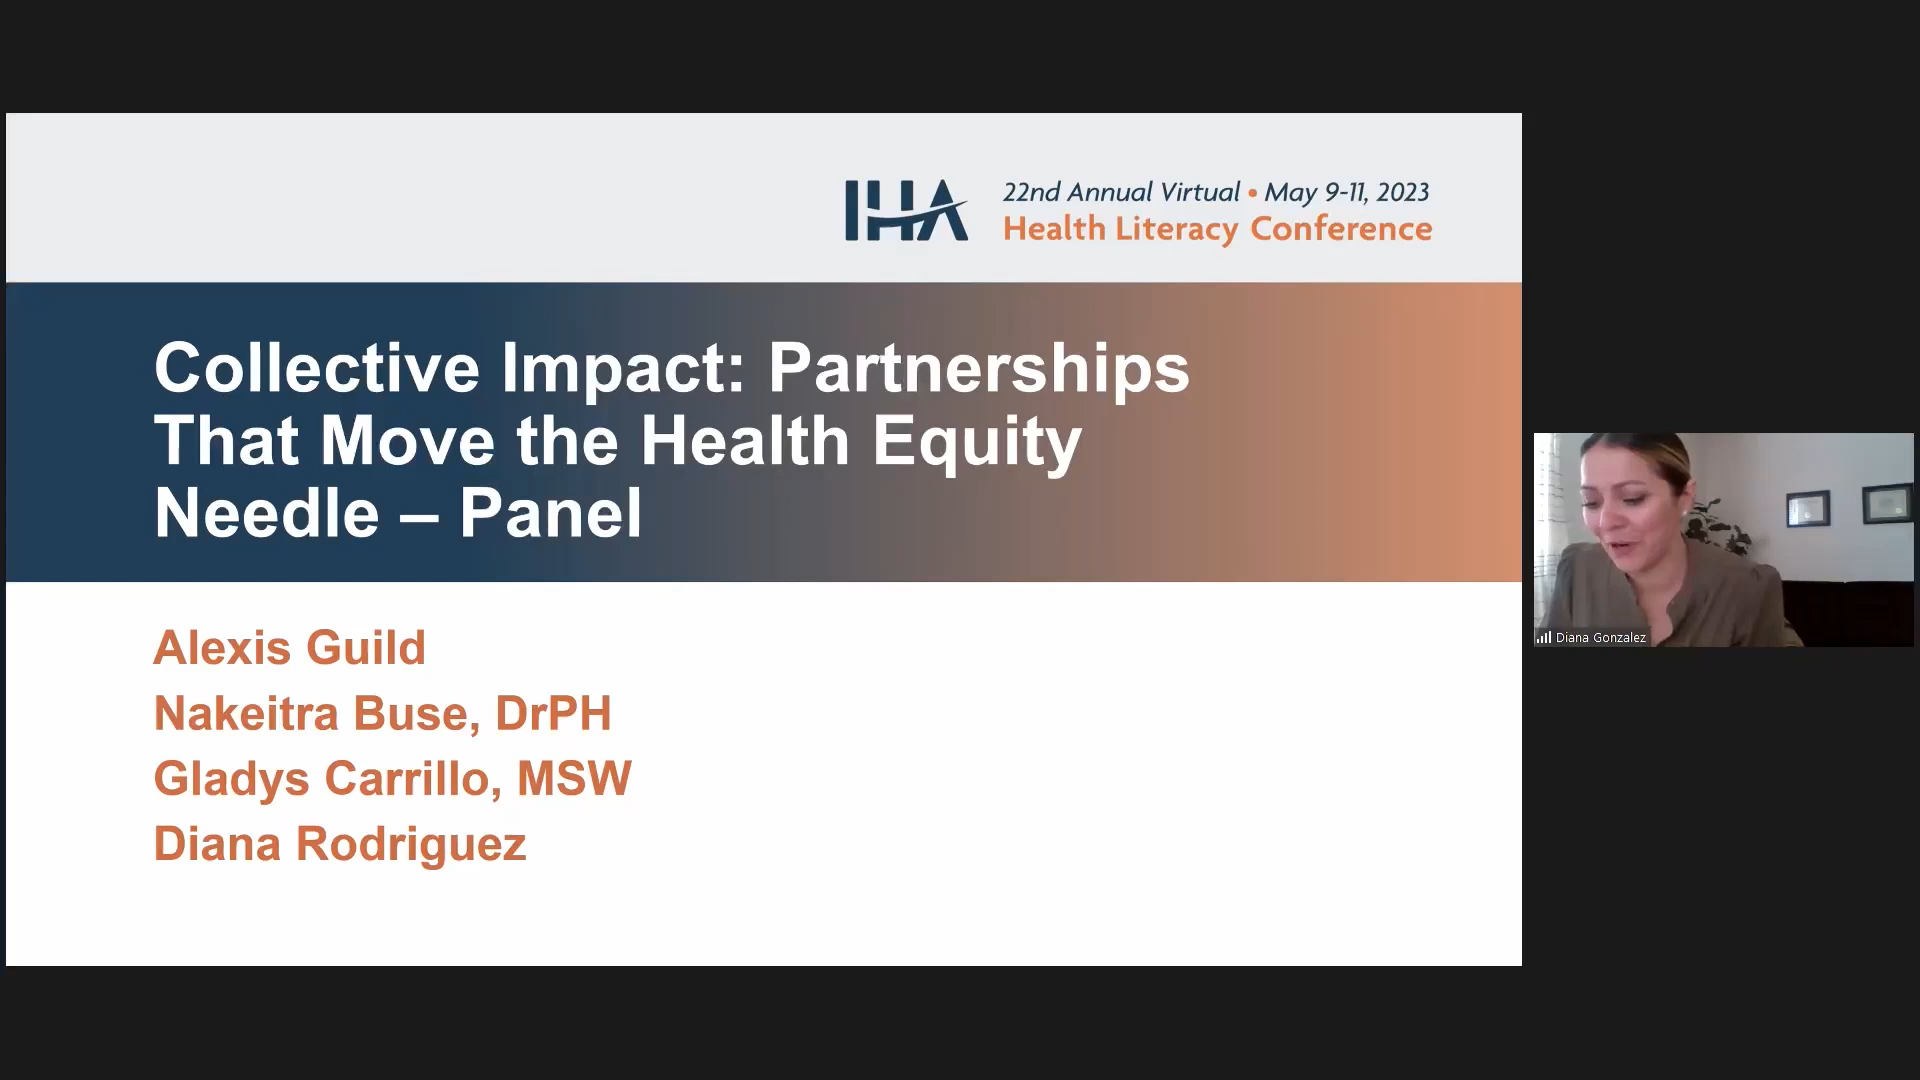 IHA
22nd Annual Virtual • May 9-11, 2023
Health Literacy Conference
Collective Impact: Partnerships
That Move the Health Equity
Needle – Panel
Alexis Guild
Nakeitra Buse, DrPH
Gladys Carrillo, MSW
Diana Rodriguez
Diana Gonzalez